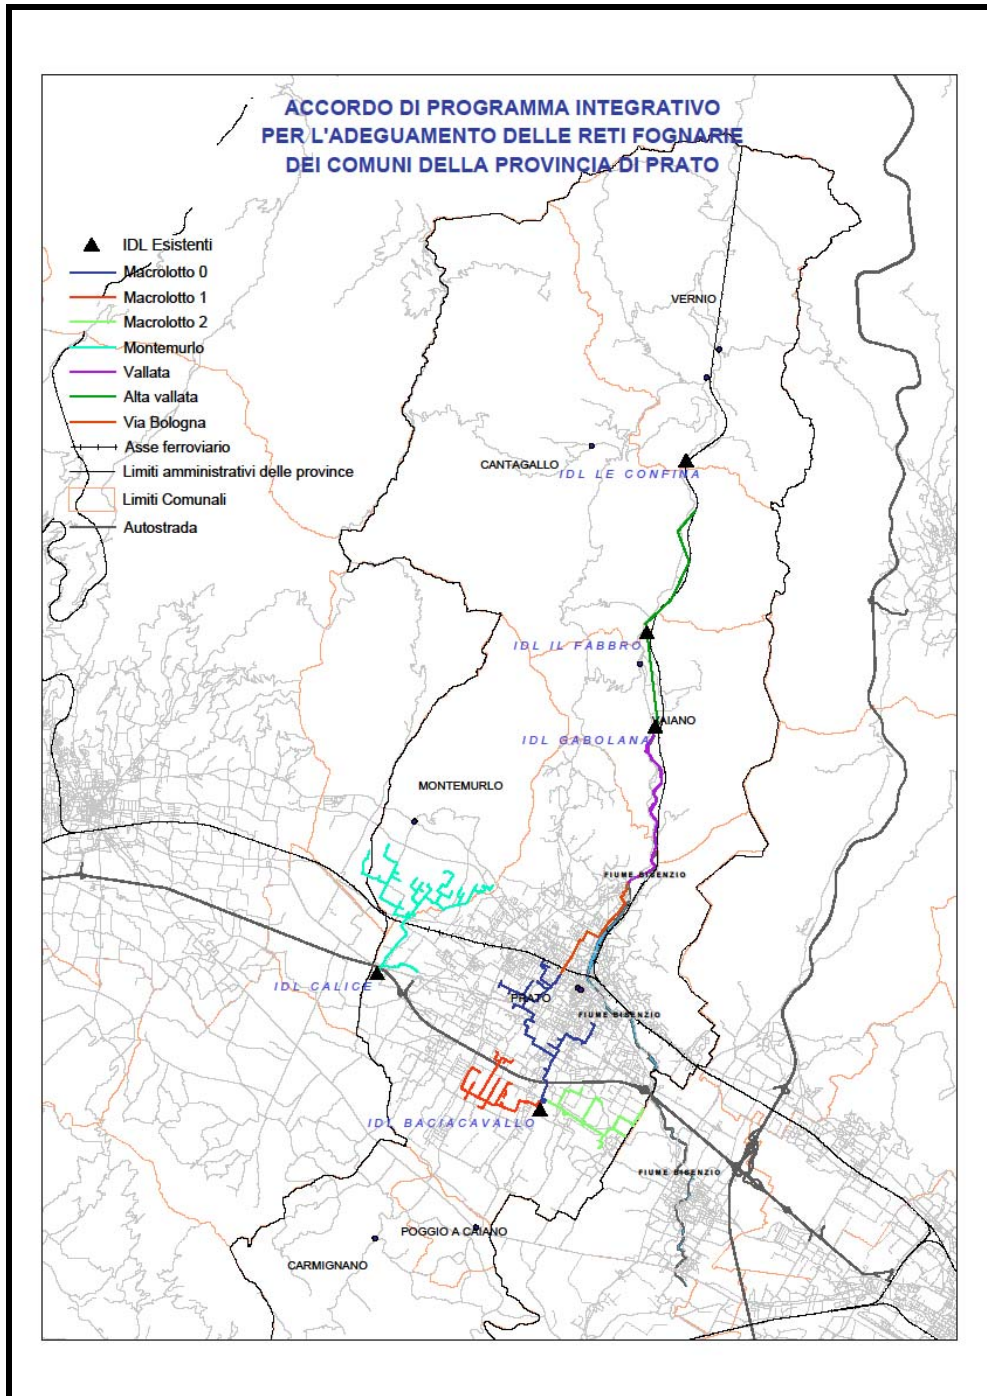 ACCORDO DI PROGRAMMA INTEGRATIVO
PER L'ADEGUAMENTO DELLE RETI FOGNARIE
DEI COMUNI DELLA PROVINCIA DI PRATO
IDL Esistenti
Macrolotto 0
Macrolotto 1
Macrolotto 2
Montemurlo
Vallata
Alta vallata
Via Bologna
Asse ferroviario
Limiti amministrativi delle province
Limiti Comunali
Autostrada
VERNIO
CANTAGALLO
IDL LE CONFINA
IDL IL FABBRO
VAIANO
IDL GABOLANA
MONTEMURLO
FIUME BISENZIO
IDL CALICE
PRATO
FIUME BISENZIO
IDL BACIACAVALLO
FIUME BISENZIO
POGGIO A CAIANO
CARMIGNANO